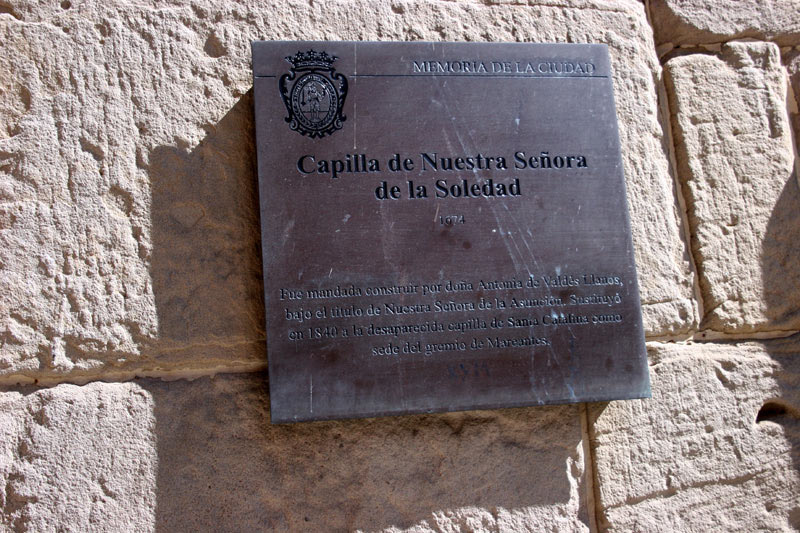 MEMORIA DE LA CIUDAD
Capilla de Nuestra Señora
de la Soledad
1974
Fue mandada construir por doña Antonia de Valdés Llanos,
bajo el título de Nuestra Señora de la Asunción. Sustituyó
en 1840 a la desaparecida capilla de Santa Catalina como
sede del gremio de Mareantes.